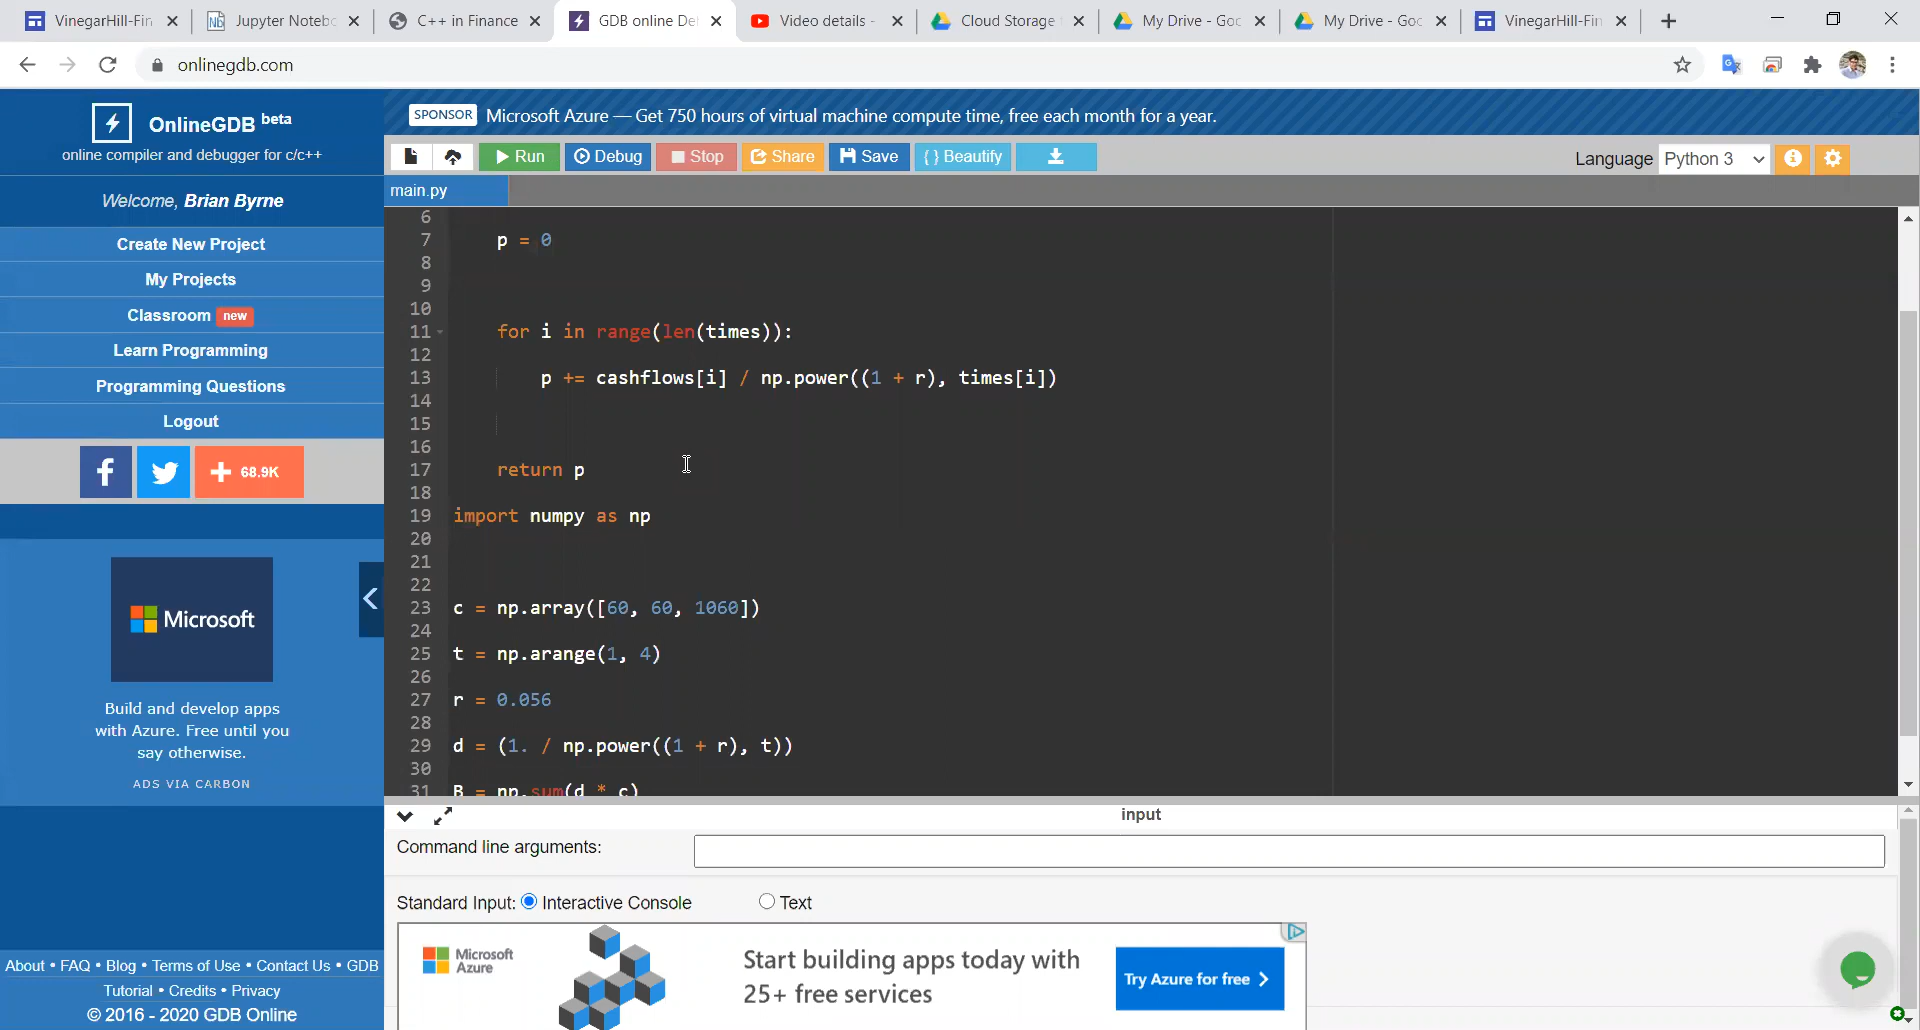 VinegarHill-Fin
Jupyter Noteb
C++ in Finance
GDB online De
Video details -
Cloud Storage
My Drive - Goo
My Drive - Goo
VinegarHill-Fin
onlinegdb.com
OnlineGDB beta
online compiler and debugger for c/c++
Welcome, Brian Byrne
Create New Project
My Projects
Classroom new
Learn Programming
Programming Questions
Logout
68.9K
Microsoft
Build and develop apps
with Azure. Free until you
say otherwise.
ADS VIA CARBON
About • FAQ • Blog • Terms of Use • Contact Us • GDB
Tutorial • Credits • Privacy
© 2016 - 2020 GDB Online
SPONSOR Microsoft Azure — Get 750 hours of virtual machine compute time, free each month for a year.
Run Debug Stop Share Save { } Beautify
Language Python 3
main.py
6
7 p = 0
8
9
10
11 for i in range(len(times)):
12
13 p += cashflows[i] / np.power((1 + r), times[i])
14
15
16
17 return p
18
19 import numpy as np
20
21
22
23 c = np.array([60, 60, 1060])
24
25 t = np.arange(1, 4)
26
27 r = 0.056
28
29 d = (1. / np.power((1 + r), t))
30
31 B = np.sum(d * c)
input
Command line arguments:
Standard Input: Interactive Console Text
Microsoft
Azure
Start building apps today with
25+ free services
Try Azure for free